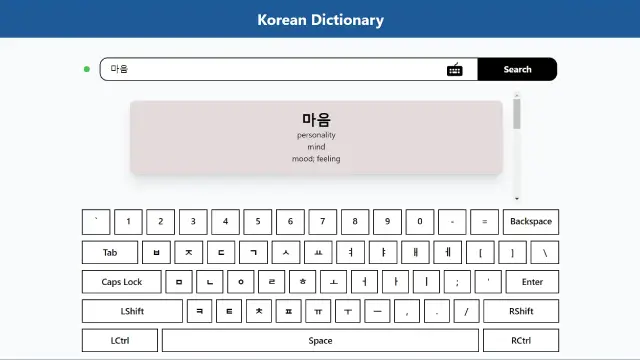 Korean Dictionary
마음
Search
마음
personality
mind
mood; feeling
` 1 2 3 4 5 6 7 8 9 0 - = Backspace
Tab ㅂ ㅈ ㄷ ㄱ ㅅ ㅛ ㅕ ㅑ ㅐ ㅔ [ ] \
Caps Lock ㅁ ㄴ ㅇ ㄹ ㅎ ㅗ ㅓ ㅏ ㅣ ; ' Enter
LShift ㅋ ㅌ ㅊ ㅍ ㅠ ㅜ ㅡ , . / RShift
LCtrl Space RCtrl